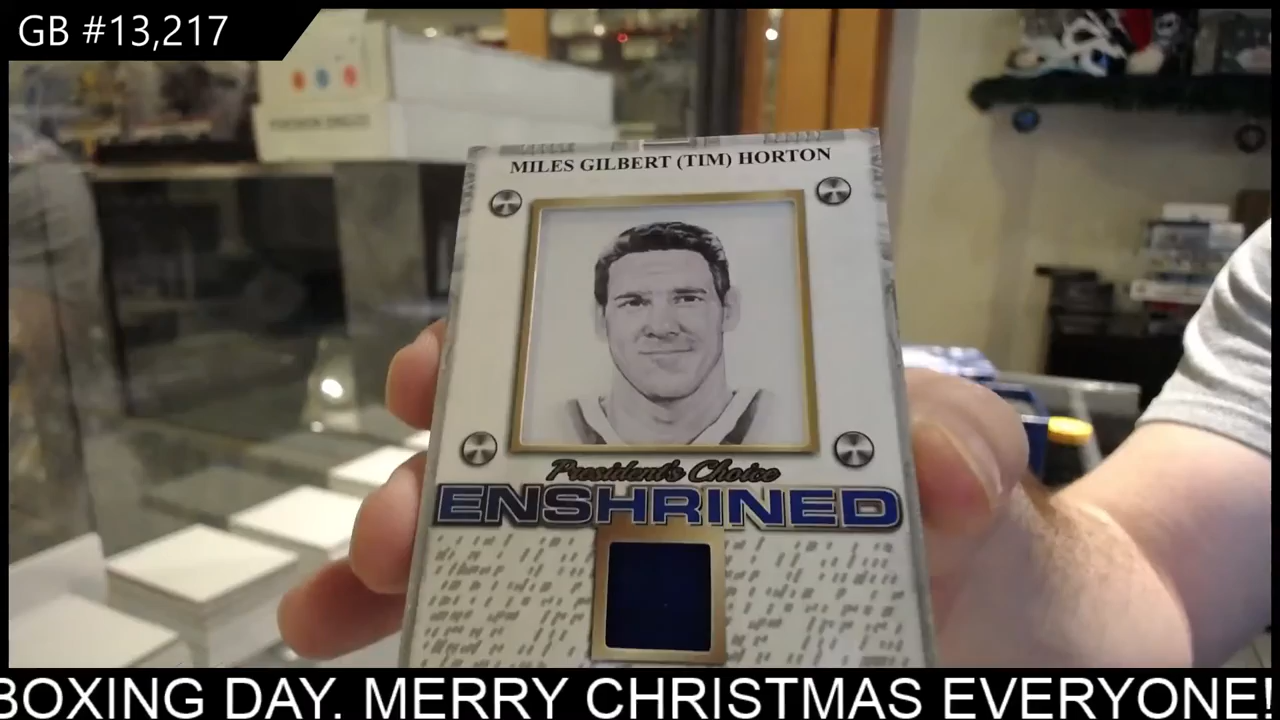 GB #13,217
MILES GILBERT (TIM) HORTON
President's Choice
ENSHRINED
BOXING DAY. MERRY CHRISTMAS EVERYONE!